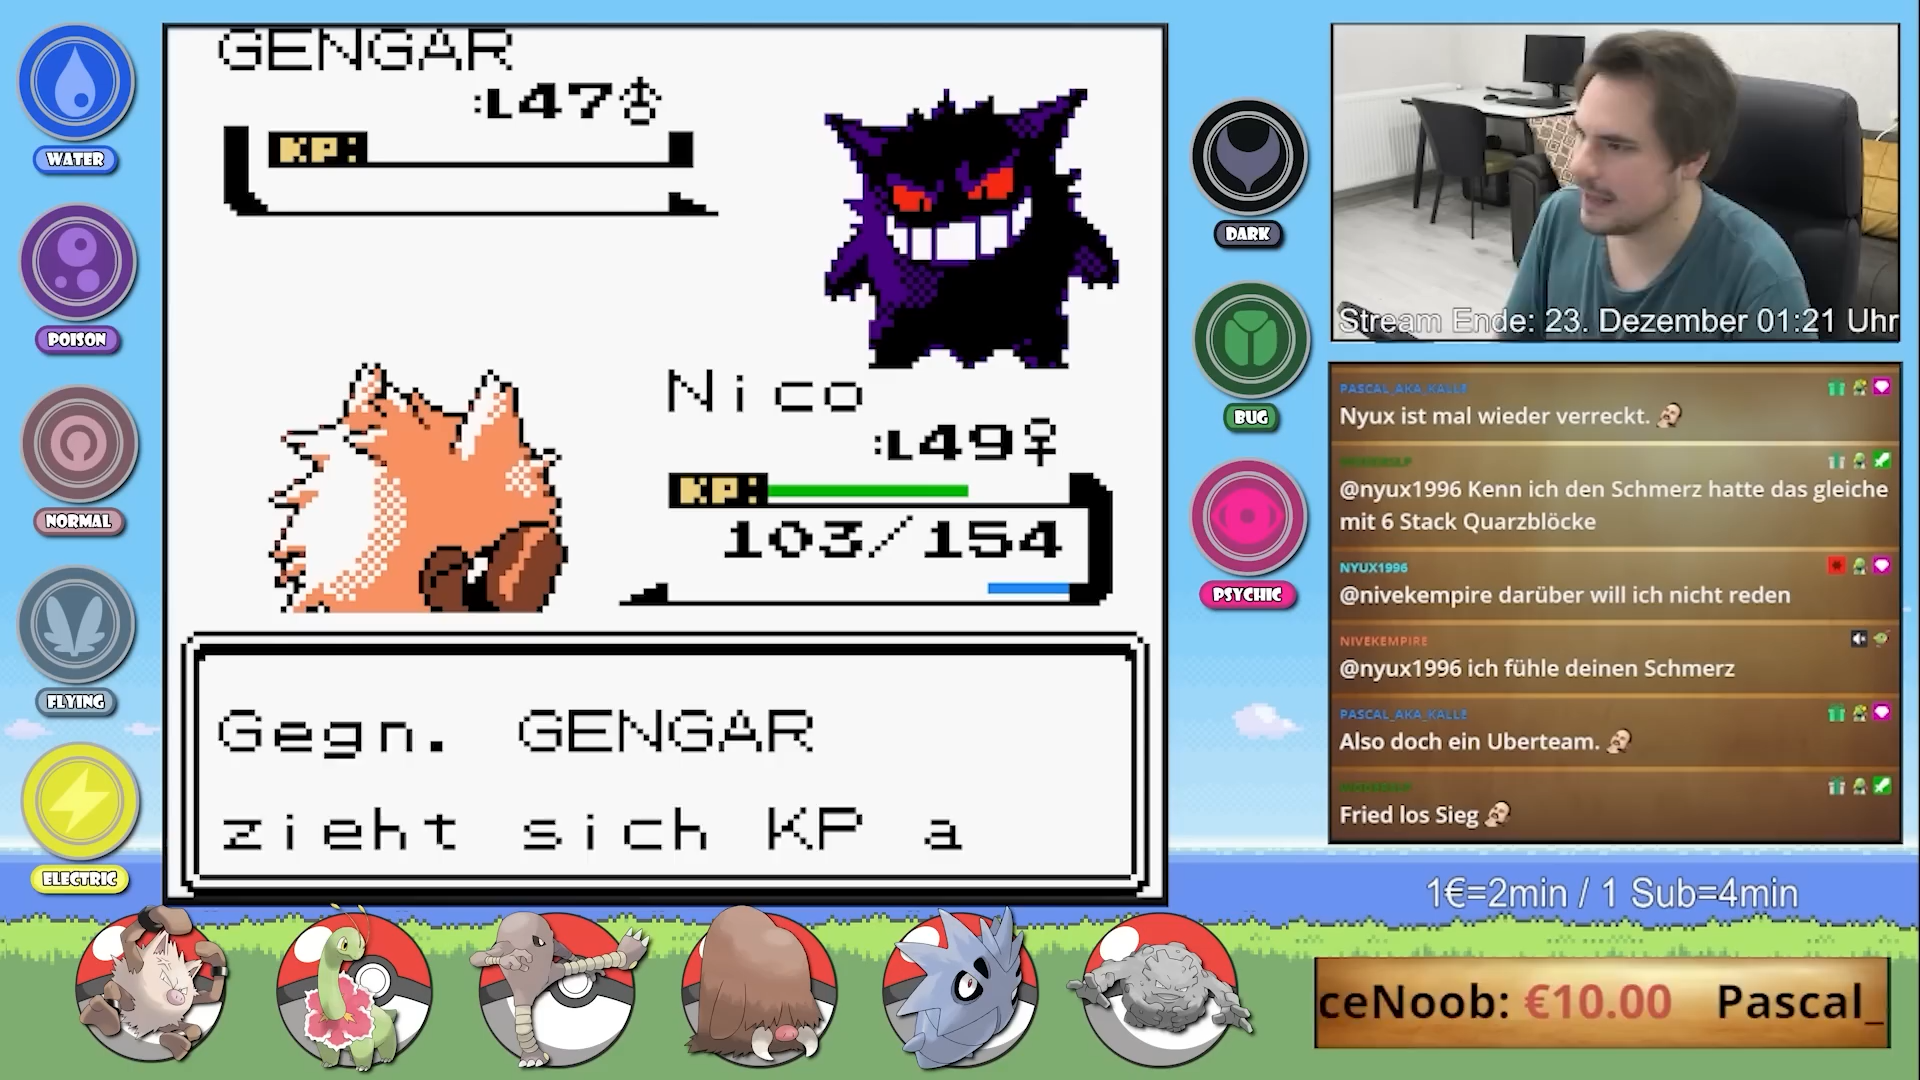 GENGAR
:L47♂
KP:
Nico
:L49♀
KP:
103/154
Gegn. GENGAR
zieht sich KP a
WATER
POISON
NORMAL
FLYING
ELECTRIC
DARK
BUG
PSYCHIC
Stream Ende: 23. Dezember 01:21 Uhr
PASCAL_AKA_KALLE
Nyux ist mal wieder verreckt.
@nyux1996 Kenn ich den Schmerz hatte das gleiche
mit 6 Stack Quarzblöcke
NYUX1996
@nivekempire darüber will ich nicht reden
NIVEKEMPIRE
@nyux1996 ich fühle deinen Schmerz
PASCAL_AKA_KALLE
Also doch ein Uberteam.
Fried los Sieg
1€=2min / 1 Sub=4min
ceNoob: €10.00 Pascal_